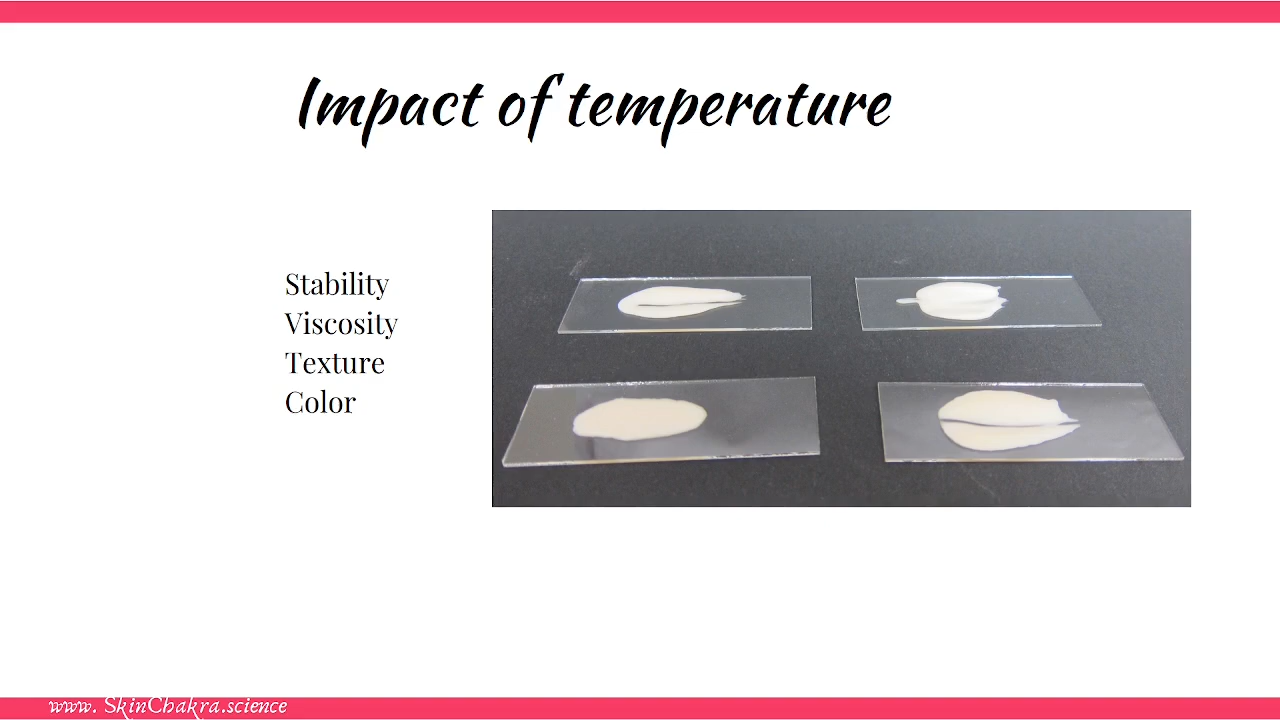 Impact of temperature
Stability
Viscosity
Texture
Color
www. SkinChakra.science